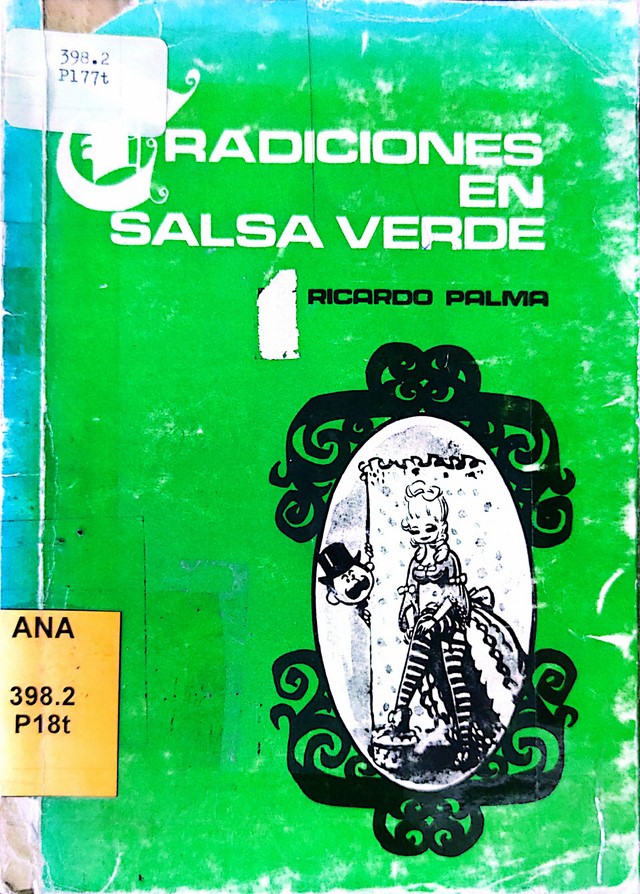 398.2
P177t
TRADICIONES
EN
SALSA VERDE
RICARDO PALMA
ANA
398.2
P18t